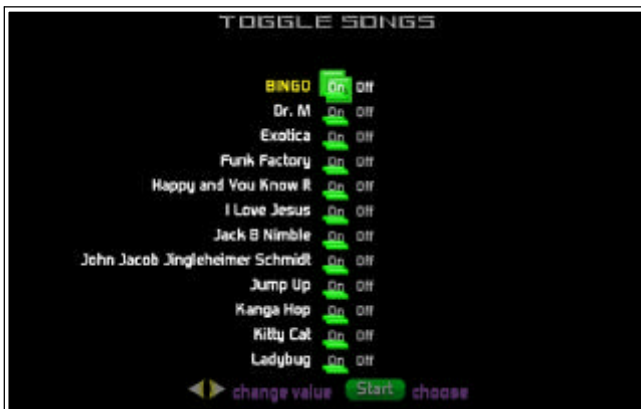 TOGGLE SONGS
BINGO On Off
Dr. M On Off
Exotica On Off
Funk Factory On Off
Happy and You Know It On Off
I Love Jesus On Off
Jack B Nimble On Off
John Jacob Jingleheimer Schmidt On Off
Jump Up On Off
Kanga Hop On Off
Kitty Cat On Off
Ladybug On Off
change value Start choose